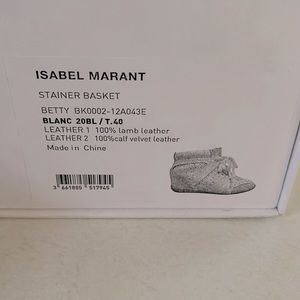 ISABEL MARANT
STAINER BASKET
BETTY BK0002-12A043E
BLANC 20BL / T.40
LEATHER 1 100% lamb leather
LEATHER 2 100%calf velvet leather
Made in China
3 661805 517945